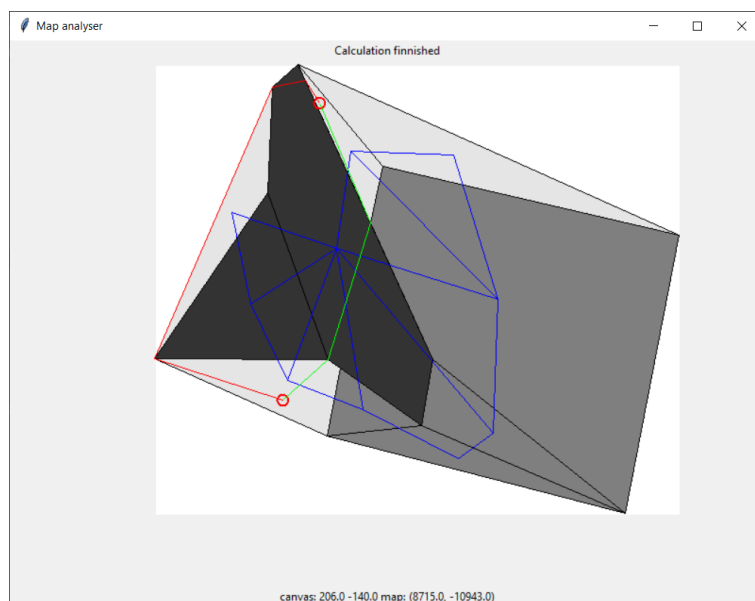 Map analyser
Calculation finnished
canvas: 206.0 -140.0 map: (8715.0, -10943.0)